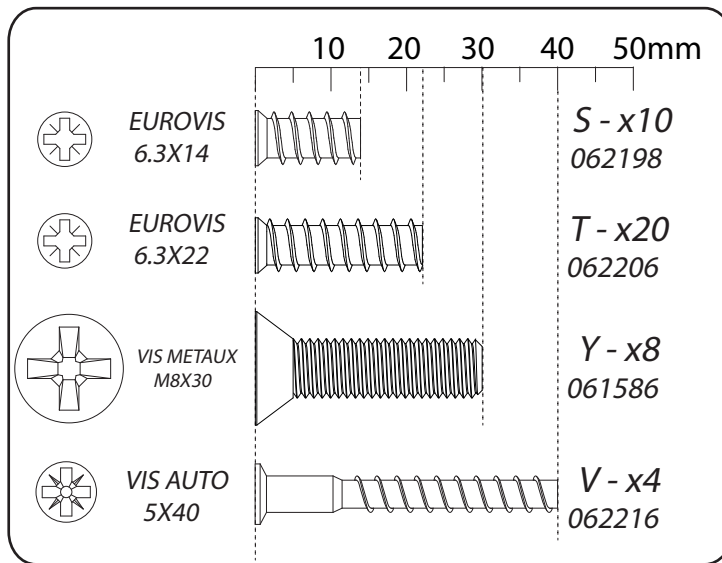 10 20 30 40 50mm
EUROVIS
6.3X14
S - x10
062198
EUROVIS
6.3X22
T - x20
062206
VIS METAUX
M8X30
Y - x8
061586
VIS AUTO
5X40
V - x4
062216